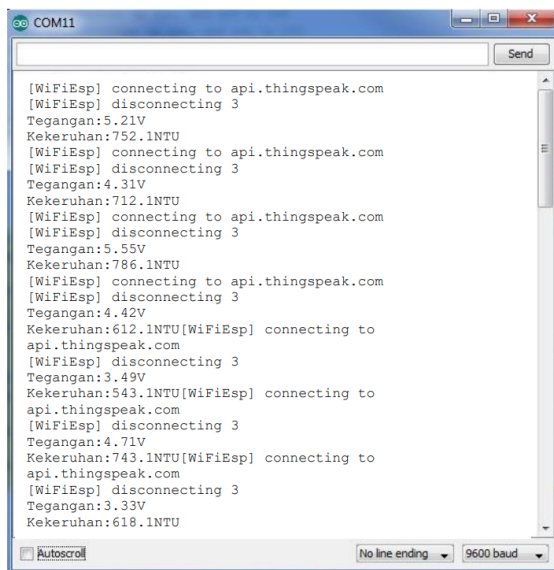 COM11
Send
[WiFiEsp] connecting to api.thingspeak.com
[WiFiEsp] disconnecting 3
Tegangan:5.21V
Kekeruhan:752.1NTU
[WiFiEsp] connecting to api.thingspeak.com
[WiFiEsp] disconnecting 3
Tegangan:4.31V
Kekeruhan:712.1NTU
[WiFiEsp] connecting to api.thingspeak.com
[WiFiEsp] disconnecting 3
Tegangan:5.55V
Kekeruhan:786.1NTU
[WiFiEsp] connecting to api.thingspeak.com
[WiFiEsp] disconnecting 3
Tegangan:4.42V
Kekeruhan:612.1NTU[WiFiEsp] connecting to
api.thingspeak.com
[WiFiEsp] disconnecting 3
Tegangan:3.49V
Kekeruhan:543.1NTU[WiFiEsp] connecting to
api.thingspeak.com
[WiFiEsp] disconnecting 3
Tegangan:4.71V
Kekeruhan:743.1NTU[WiFiEsp] connecting to
api.thingspeak.com
[WiFiEsp] disconnecting 3
Tegangan:3.33V
Kekeruhan:618.1NTU
Autoscroll No line ending 9600 baud